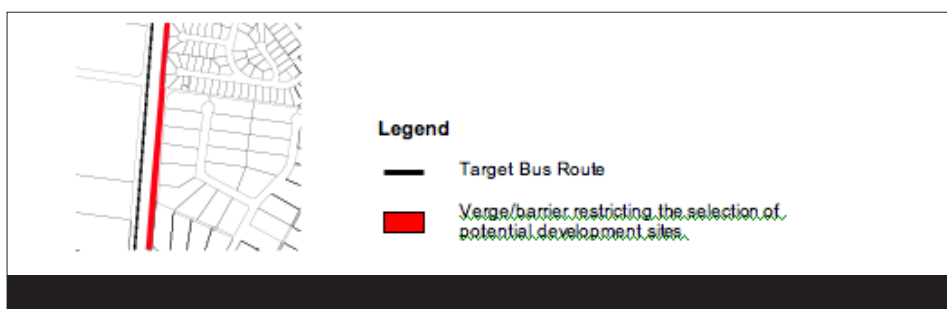 Legend
Target Bus Route
Verge/barrier restricting the selection of
potential development sites.